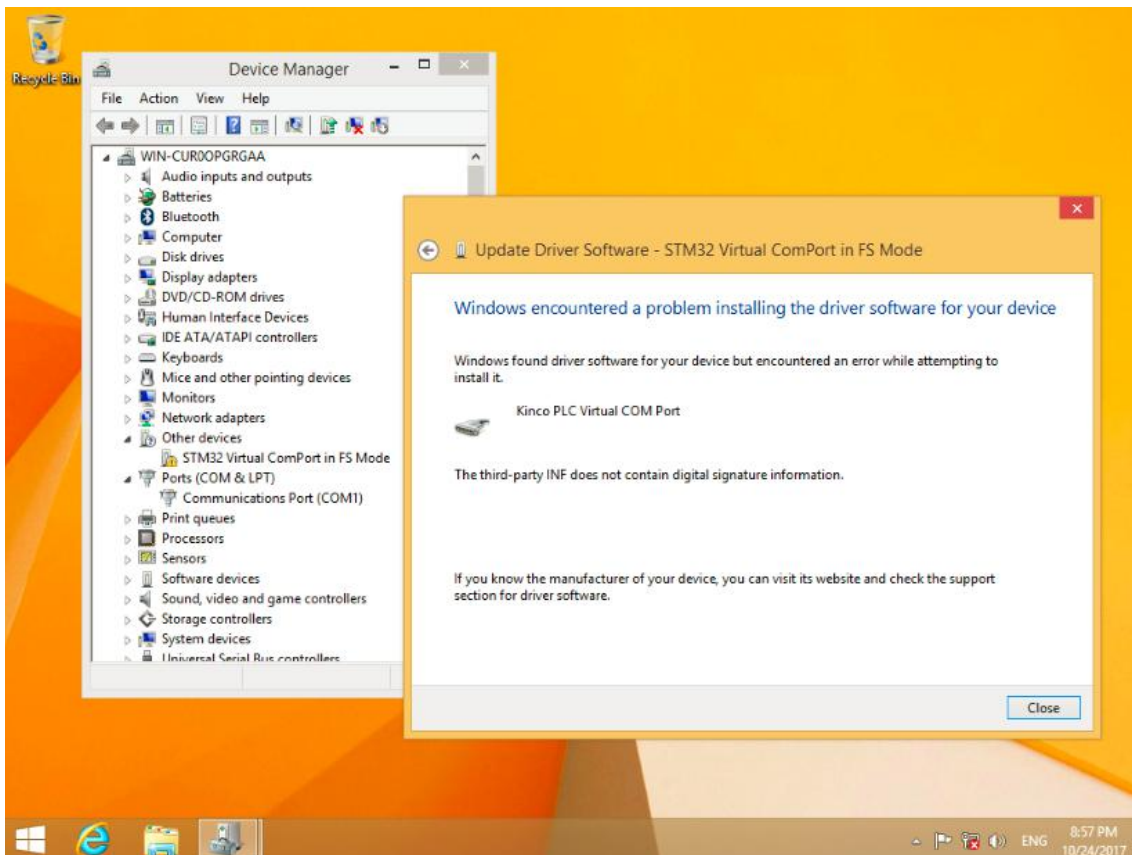 Recycle Bin
Device Manager
File Action View Help
WIN-CUR0OPGRGAA
Audio inputs and outputs
Batteries
Bluetooth
Computer
Disk drives
Display adapters
DVD/CD-ROM drives
Human Interface Devices
IDE ATA/ATAPI controllers
Keyboards
Mice and other pointing devices
Monitors
Network adapters
Other devices
STM32 Virtual ComPort in FS Mode
Ports (COM & LPT)
Communications Port (COM1)
Print queues
Processors
Sensors
Software devices
Sound, video and game controllers
Storage controllers
System devices
Universal Serial Bus controllers
Update Driver Software - STM32 Virtual ComPort in FS Mode
Windows encountered a problem installing the driver software for your device
Windows found driver software for your device but encountered an error while attempting to
install it.
Kinco PLC Virtual COM Port
The third-party INF does not contain digital signature information.
If you know the manufacturer of your device, you can visit its website and check the support
section for driver software.
Close
ENG
8:57 PM
10/24/2017